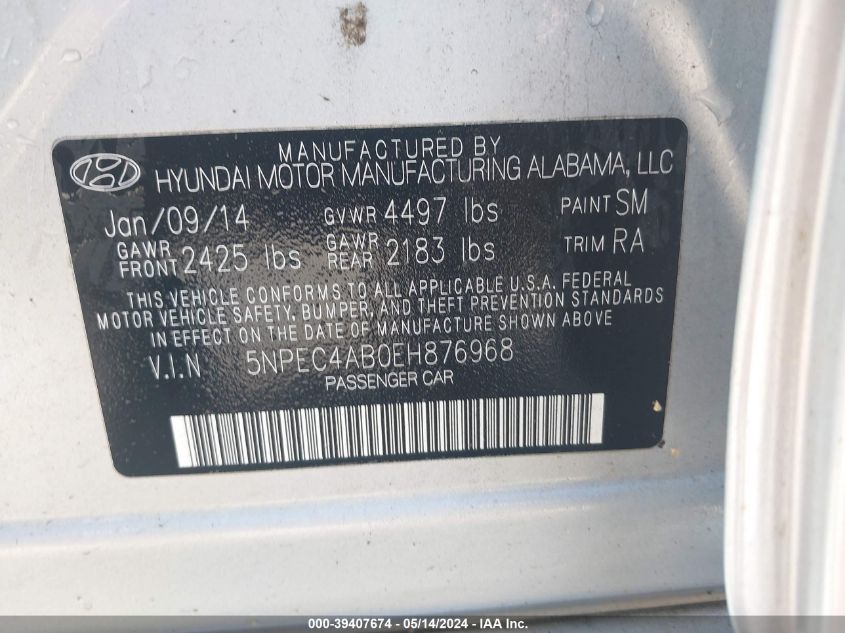 MANUFACTURED BY
HYUNDAI MOTOR MANUFACTURING ALABAMA, LLC
Jan/09/14 GVWR 4497 lbs PAINT SM
GAWR FRONT 2425 lbs GAWR REAR 2183 lbs TRIM RA
THIS VEHICLE CONFORMS TO ALL APPLICABLE U.S.A. FEDERAL
MOTOR VEHICLE SAFETY, BUMPER, AND THEFT PREVENTION STANDARDS
IN EFFECT ON THE DATE OF MANUFACTURE SHOWN ABOVE.
V.I.N 5NPEC4AB0EH876968
PASSENGER CAR
000-39407674 - 05/14/2024 - IAAI.com